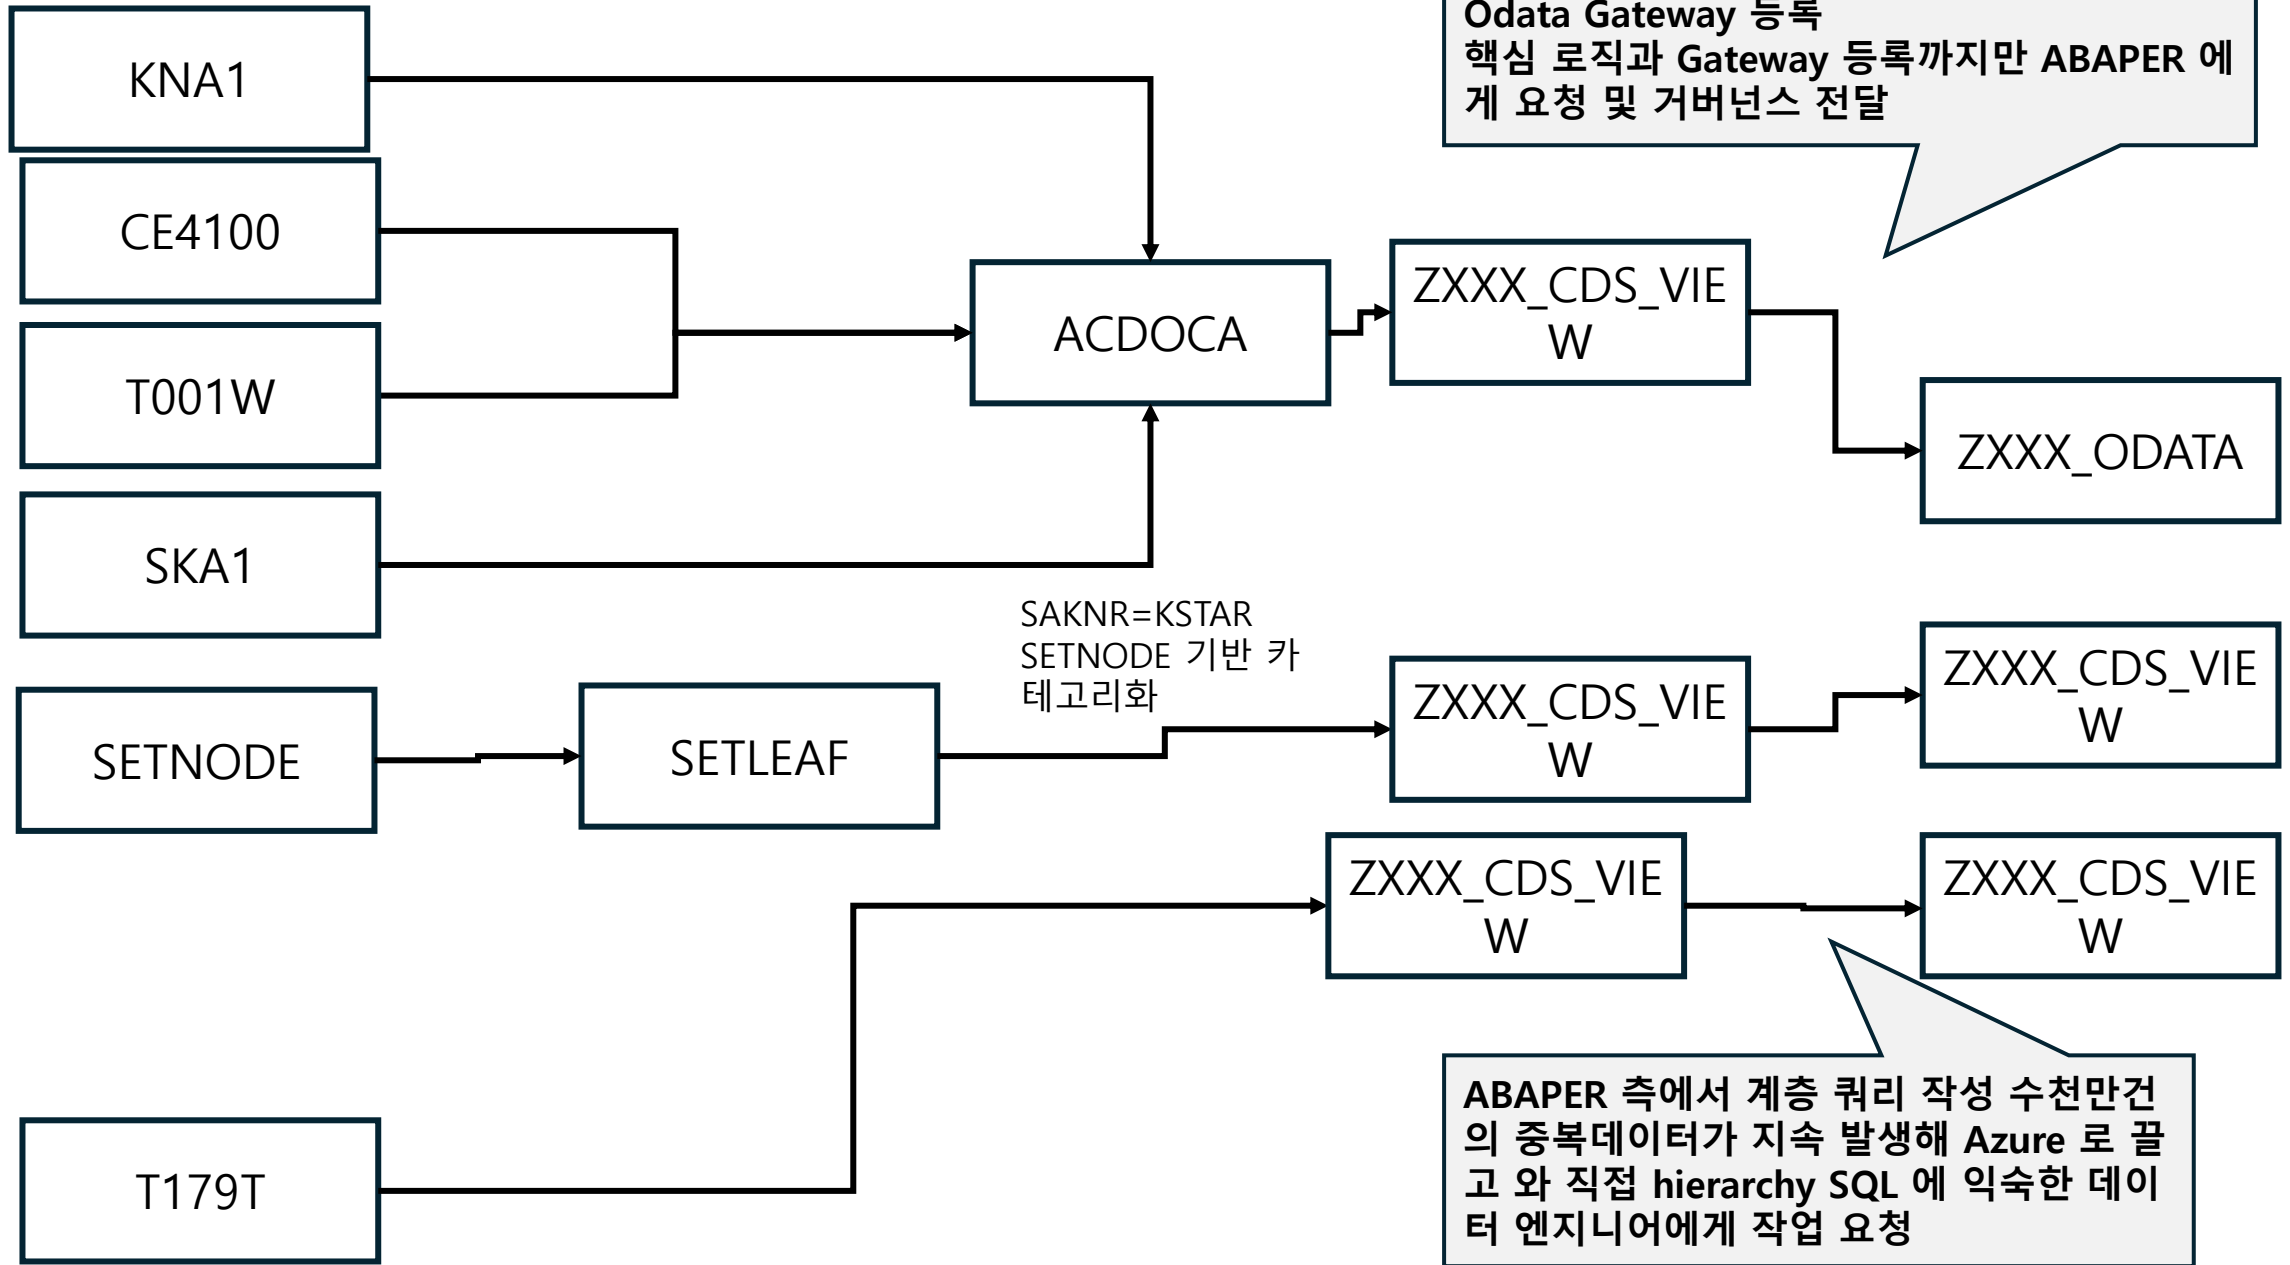 Odata Gateway 등록
핵심 로직과 Gateway 등록까지만 ABAPER 에
게 요청 및 거버넌스 전달
KNA1
CE4100
T001W
SKA1
ACDOCA
ZXXX_CDS_VIE
W
ZXXX_ODATA
SAKNR=KSTAR
SETNODE 기반 카
테고리화
SETNODE
SETLEAF
ZXXX_CDS_VIE
W
ZXXX_CDS_VIE
W
ZXXX_CDS_VIE
W
ZXXX_CDS_VIE
W
T179T
ABAPER 측에서 계층 쿼리 작성 수천만건
의 중복데이터가 지속 발생해 Azure 로 끌
고 와 직접 hierarchy SQL 에 익숙한 데이
터 엔지니어에게 작업 요청